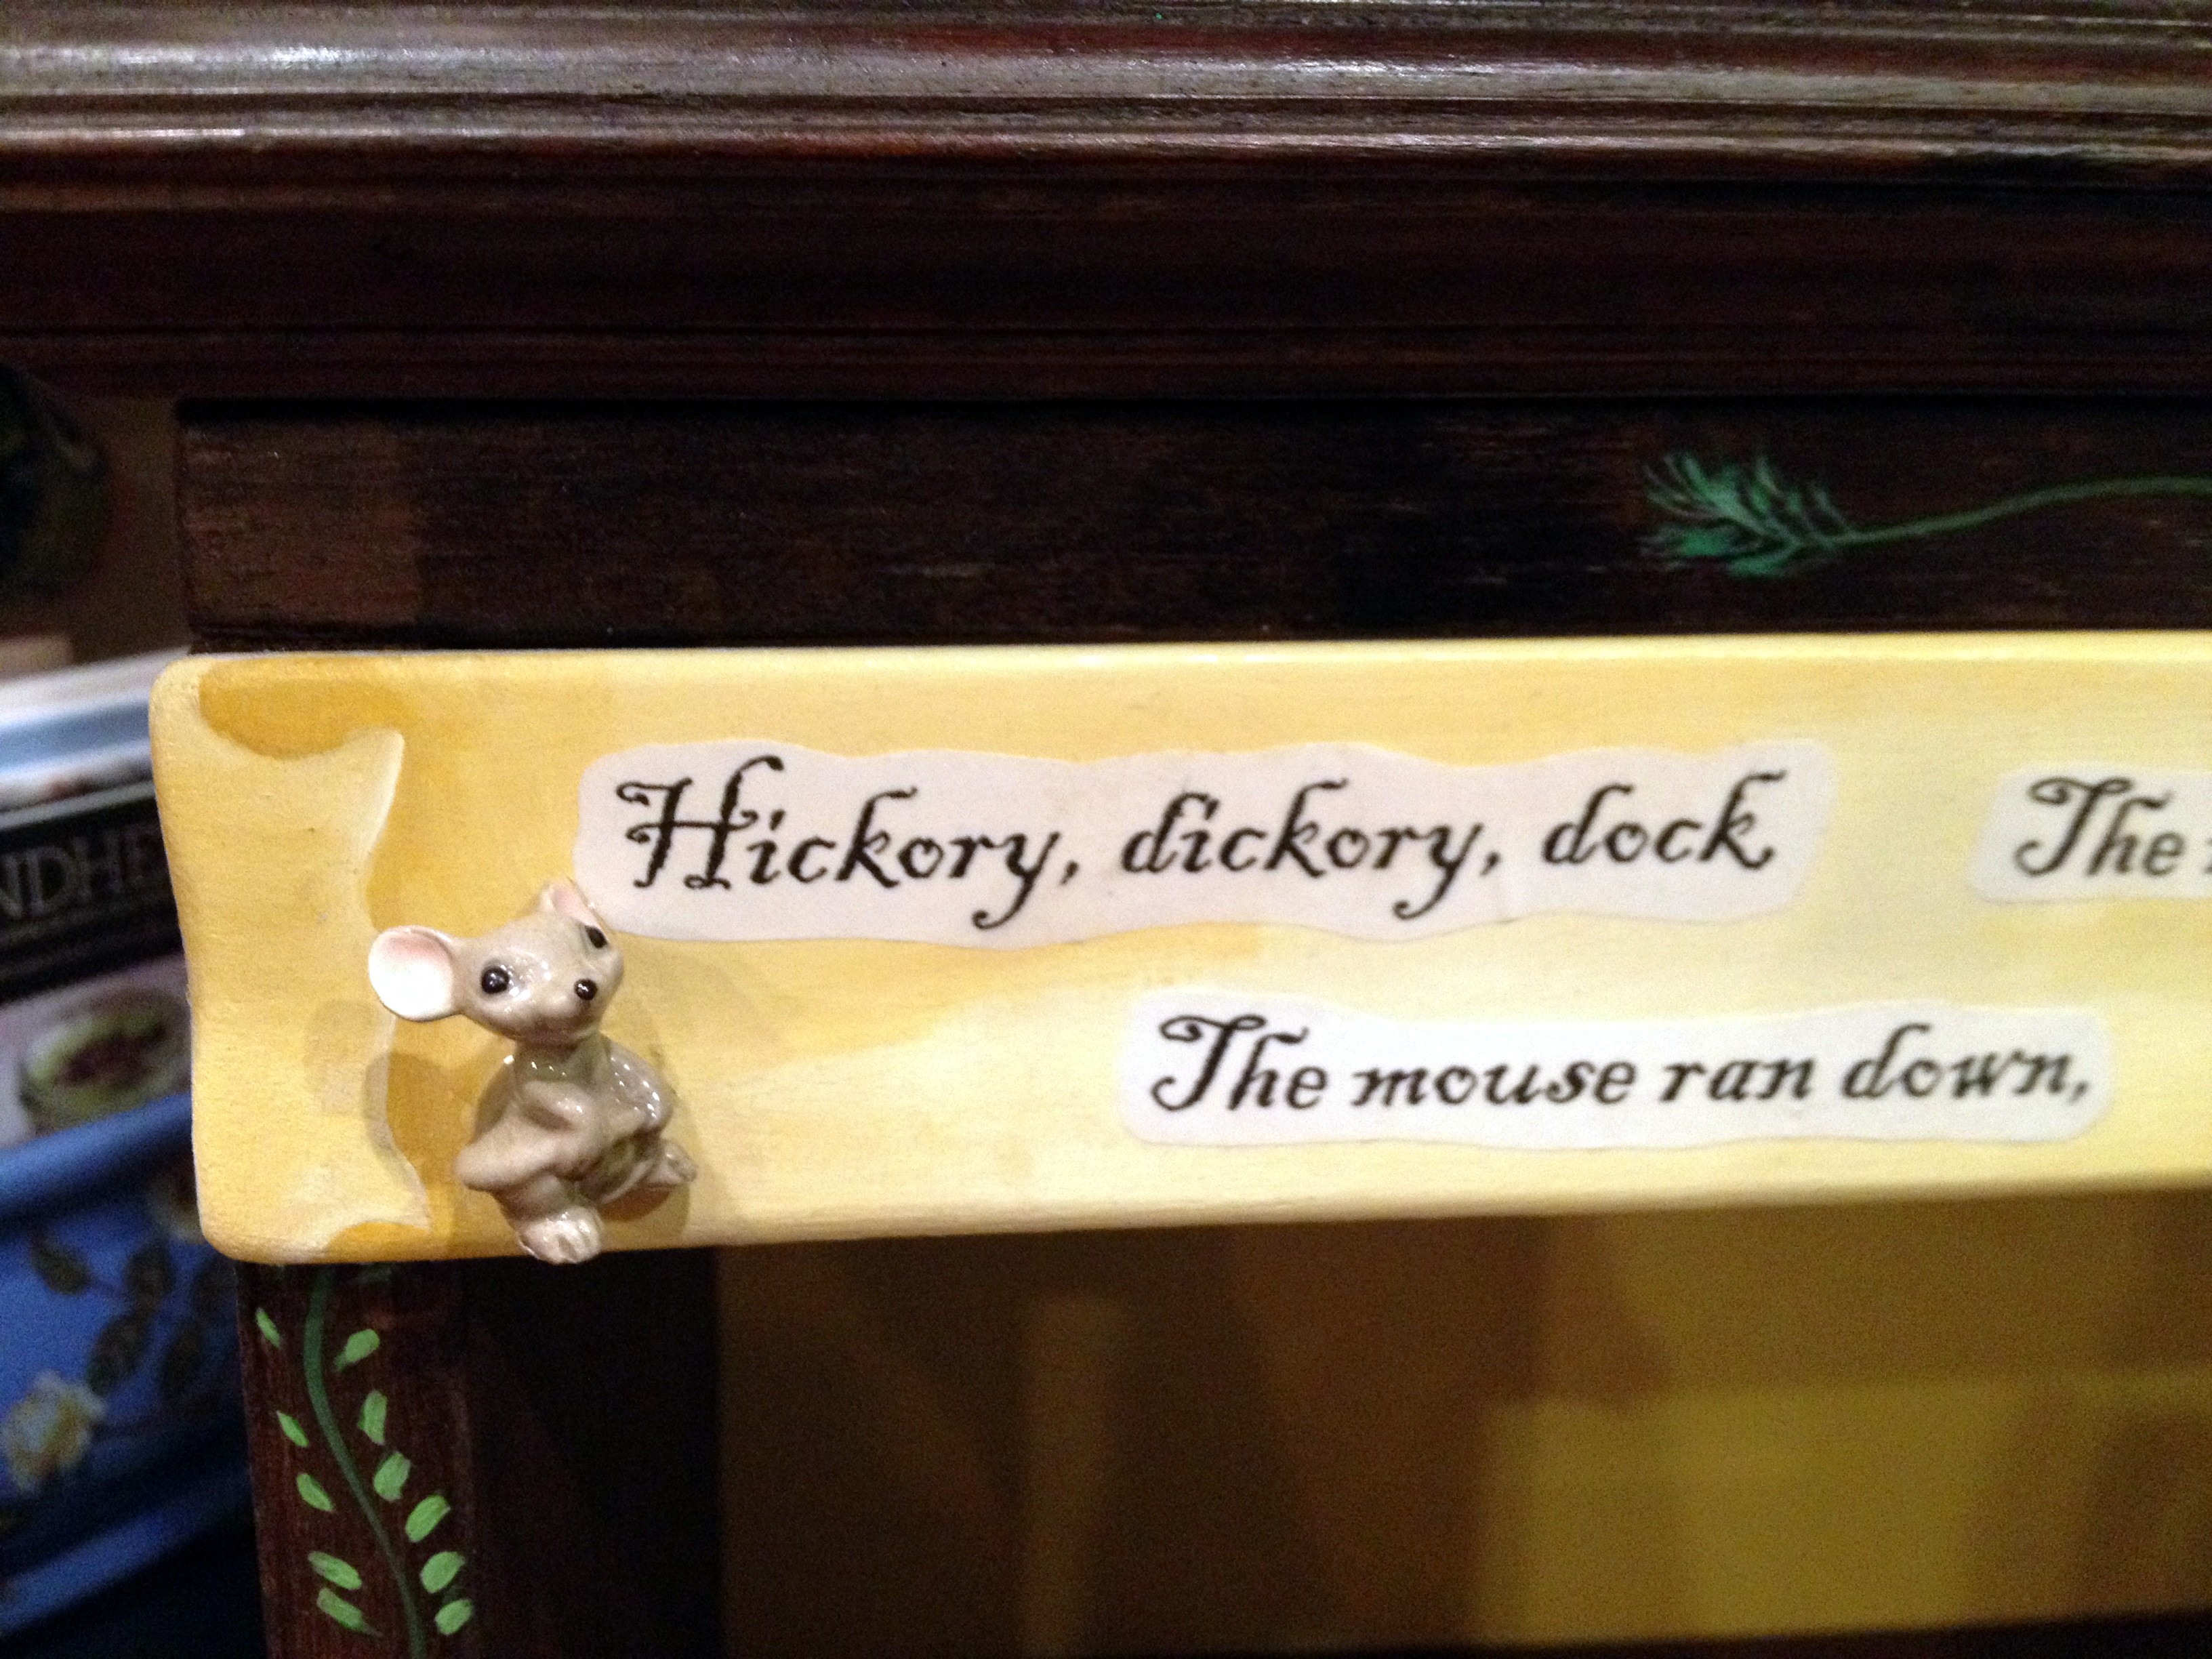 Hickory, dickory, dock
The
The mouse ran down,